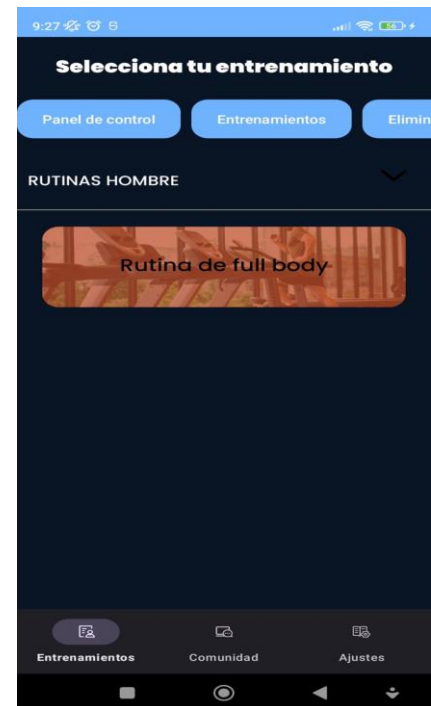 9:27
56
Selecciona tu entrenamiento
Panel de control Entrenamientos Elimin
RUTINAS HOMBRE
Rutina de full body
Entrenamientos Comunidad Ajustes